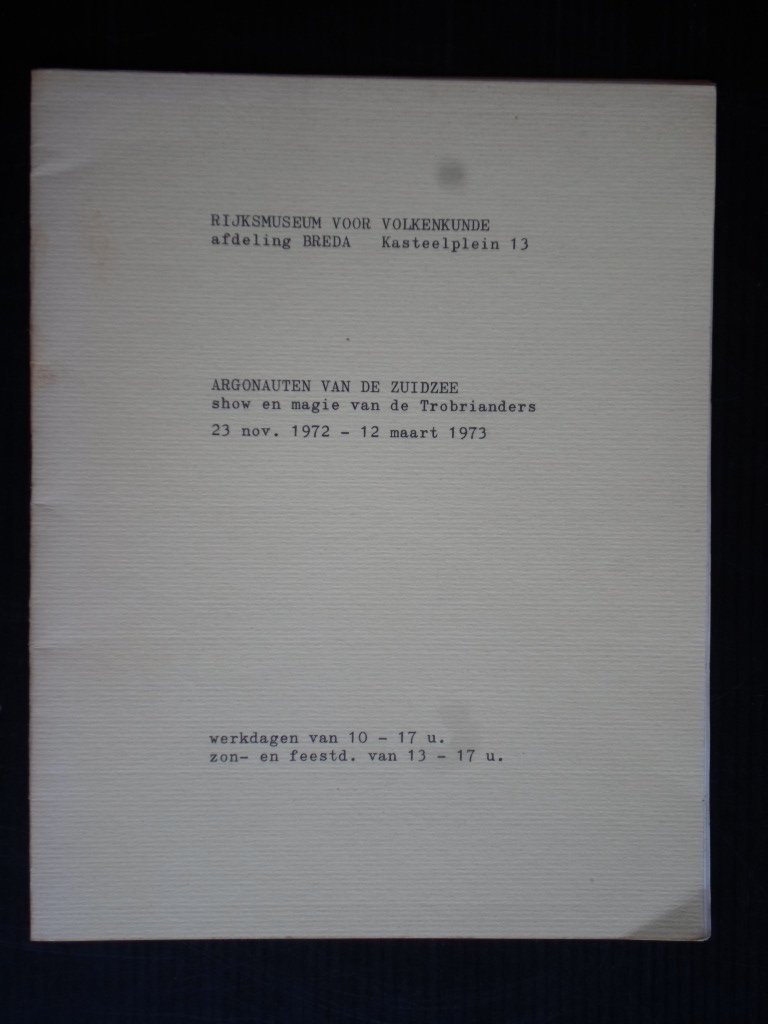 RIJKSMUSEUM VOOR VOLKENKUNDE
afdeling BREDA Kasteelplein 13
ARGONAUTEN VAN DE ZUIDZEE
show en magie van de Trobrianders
23 nov. 1972 - 12 maart 1973
werkdagen van 10 - 17 u.
zon- en feestd. van 13 - 17 u.